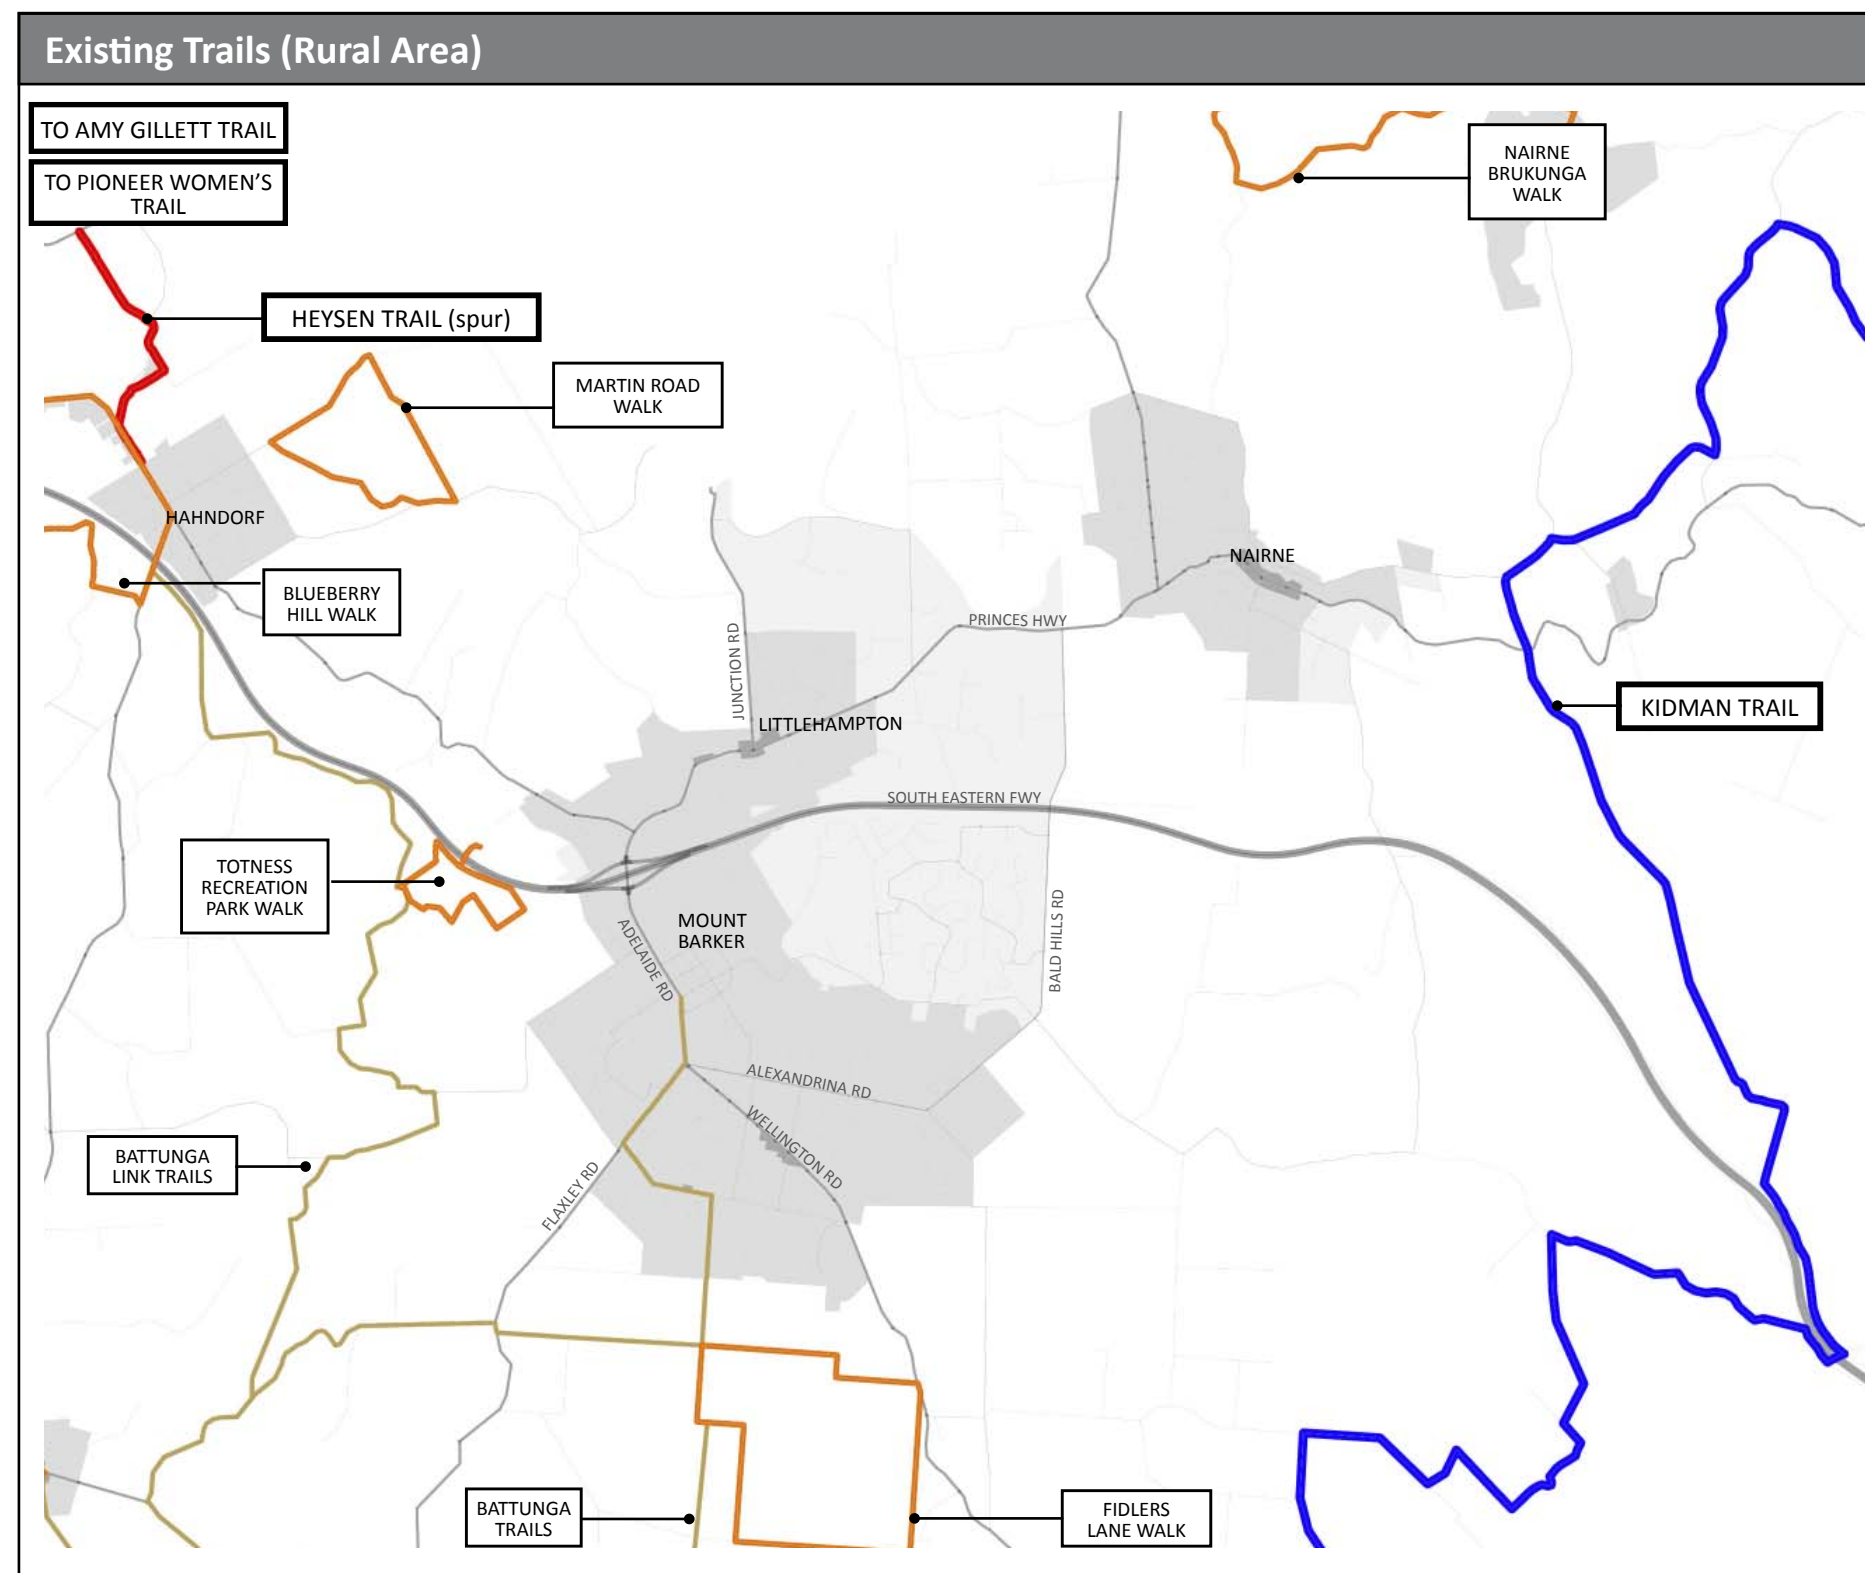 Existing Trails (Rural Area)
TO AMY GILLETT TRAIL
TO PIONEER WOMEN'S
TRAIL
NAIRNE
BRUKUNGA
WALK
HEYSEN TRAIL (spur)
MARTIN ROAD
WALK
HAHNDORF
NAIRNE
BLUEBERRY
HILL WALK
PRINCES HWY
JUNCTION RD
LITTLEHAMPTON
KIDMAN TRAIL
SOUTH EASTERN FWY
TOTNESS
RECREATION
PARK WALK
MOUNT
BARKER
ADELAIDE RD
BALD HILLS RD
ALEXANDRINA RD
WELLINGTON RD
BATTUNGA
LINK TRAILS
FLAXLEY RD
BATTUNGA
TRAILS
FIDLERS
LANE WALK